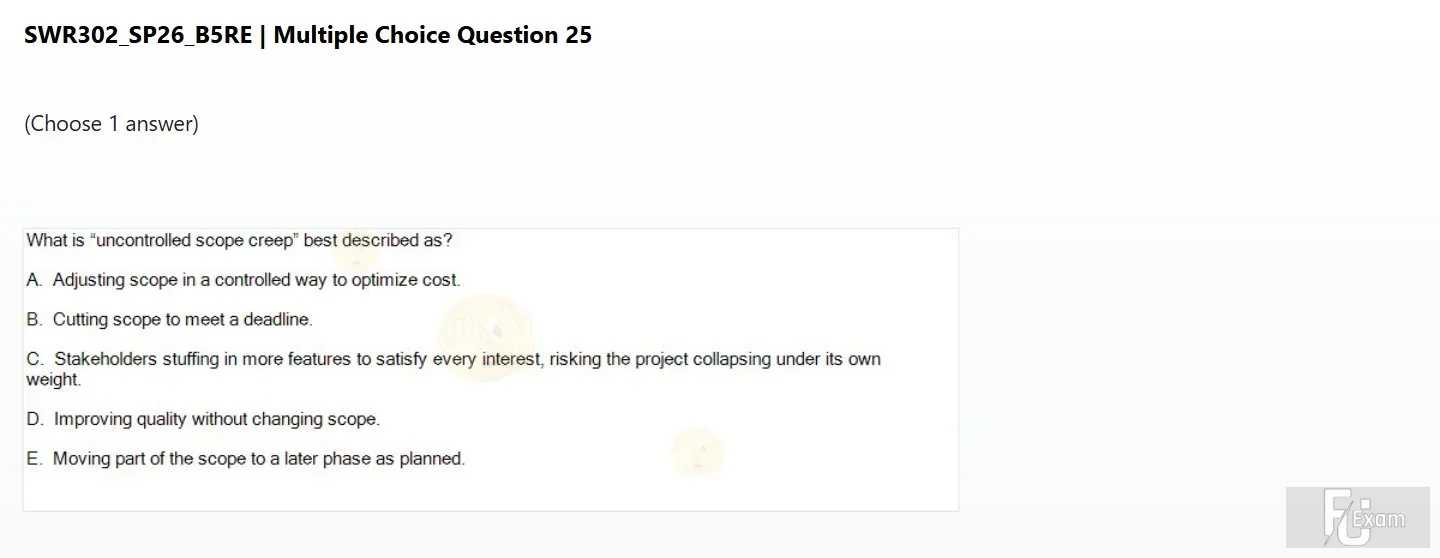 SWR302_SP26_B5RE | Multiple Choice Question 25
(Choose 1 answer)
What is “uncontrolled scope creep” best described as?
A. Adjusting scope in a controlled way to optimize cost.
B. Cutting scope to meet a deadline.
C. Stakeholders stuffing in more features to satisfy every interest, risking the project collapsing under its own
weight.
D. Improving quality without changing scope.
E. Moving part of the scope to a later phase as planned.
Exam